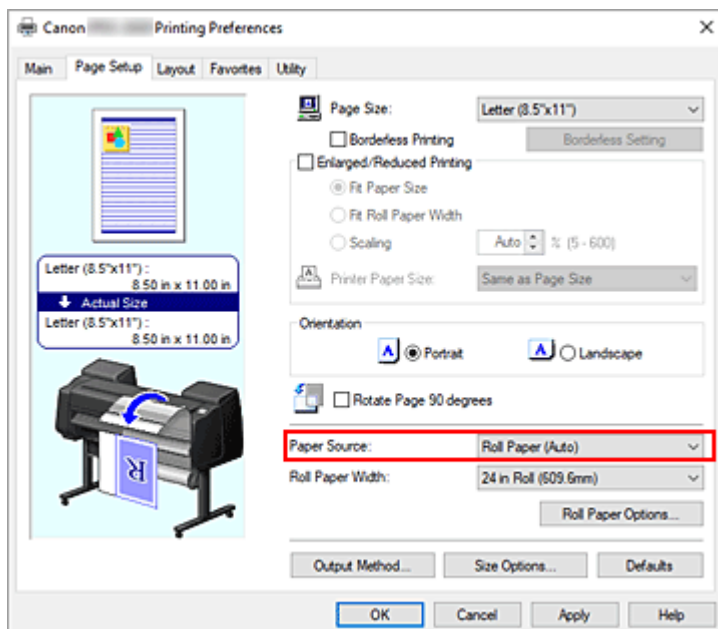 Canon Printing Preferences
Main Page Setup Layout Favorites Utility
Page Size: Letter (8.5"x11")
Borderless Printing Borderless Setting
Enlarged/Reduced Printing
Fit Paper Size
Fit Roll Paper Width
Scaling Auto % (5 - 600)
Printer Paper Size: Same as Page Size
Letter (8.5"x11") :
8.50 in x 11.00 in
Actual Size
Letter (8.5"x11") :
8.50 in x 11.00 in
Orientation
A Portrait A Landscape
Rotate Page 90 degrees
R
Paper Source: Roll Paper (Auto)
Roll Paper Width: 24 in Roll (609.6mm)
Roll Paper Options...
Output Method... Size Options... Defaults
OK Cancel Apply Help